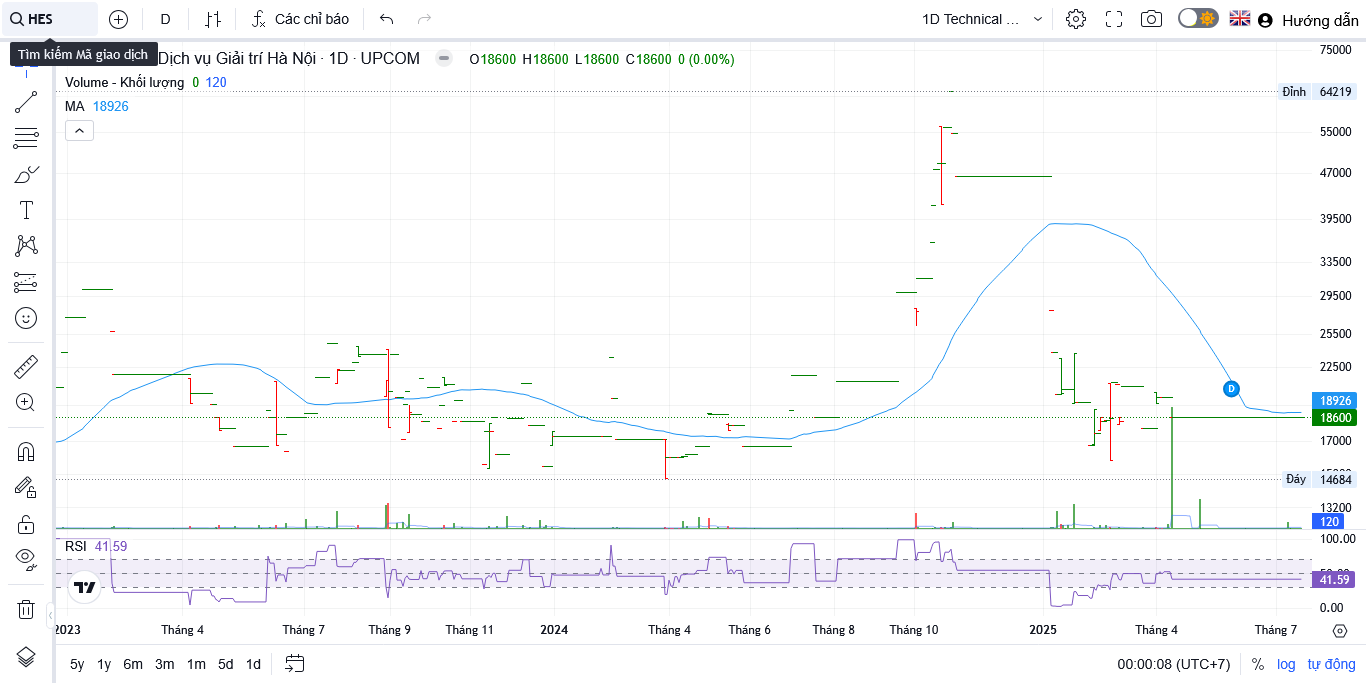 HES
D
Các chỉ báo
1D Technical ...
Hướng dẫn
Tìm kiếm Mã giao dịch
Dịch vụ Giải trí Hà Nội · 1D · UPCOM
O18600 H18600 L18600 C18600 0 (0.00%)
Volume - Khối lượng 0 120
MA 18926
75000
Đỉnh 64219
55000
47000
39500
33500
29500
25500
22500
D
18926
18600
17000
Đáy 14684
13200
120
RSI 41.59
100.00
41.59
0.00
2023 Tháng 4 Tháng 7 Tháng 9 Tháng 11 2024 Tháng 4 Tháng 6 Tháng 8 Tháng 10 2025 Tháng 4 Tháng 7
5y 1y 6m 3m 1m 5d 1d
00:00:08 (UTC+7) % log tự động